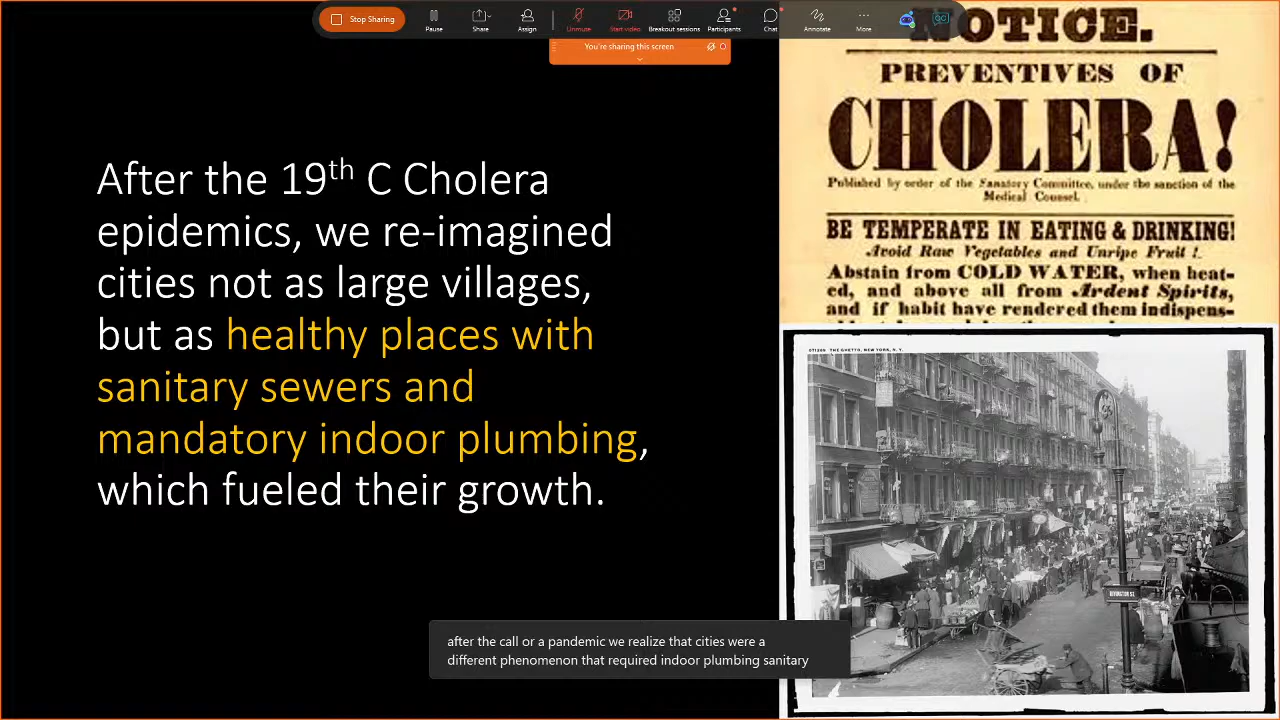 Stop Sharing
Pause
Share
Assign
Unmute
Start video
Breakout sessions
Participants
Chat
Annotate
More
You're sharing this screen
After the 19th C Cholera
epidemics, we re-imagined
cities not as large villages,
but as healthy places with
sanitary sewers and
mandatory indoor plumbing,
which fueled their growth.
NOTICE.
PREVENTIVES OF
CHOLERA!
Published by order of the Sanatory Committee, under the sanction of the
Medical Counsel.
BE TEMPERATE IN EATING & DRINKING!
Avoid Raw Vegetables and Unripe Fruit !
Abstain from COLD WATER, when heat-
ed, and above all from Ardent Spirits,
and if habit have rendered them indispens-
THE GHETTO, NEW YORK, N. Y.
RIVINGTON ST.
after the call or a pandemic we realize that cities were a
different phenomenon that required indoor plumbing sanitary